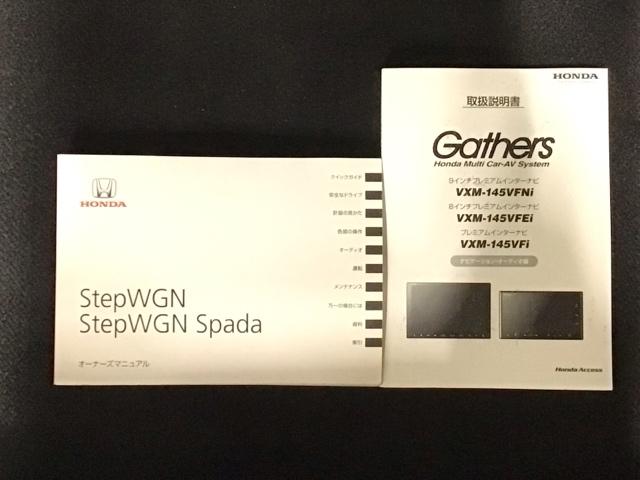 HONDA
StepWGN
StepWGN Spada
オーナーズマニュアル
クイックガイド
安全なドライブ
計器の見かた
各部の操作
オーディオ
運転
メンテナンス
万一の場合には
資料
索引
HONDA
取扱説明書
Gathers
Honda Multi Car-AV System
9インチプレミアムインターナビ
VXM-145VFNi
8インチプレミアムインターナビ
VXM-145VFEi
プレミアムインターナビ
VXM-145VFi
ナビゲーション・オーディオ編
Honda Access